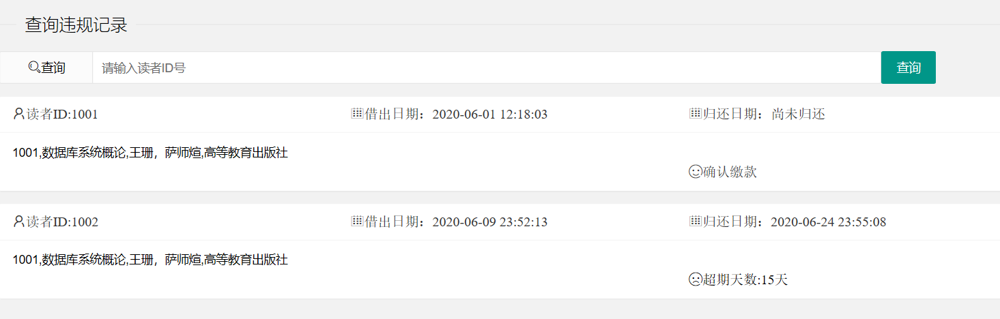 查询违规记录
查询 请输入读者ID号 查询
读者ID:1001 借出日期：2020-06-01 12:18:03 归还日期：尚未归还
1001,数据库系统概论,王珊，萨师煊,高等教育出版社
确认缴款
读者ID:1002 借出日期：2020-06-09 23:52:13 归还日期：2020-06-24 23:55:08
1001,数据库系统概论,王珊，萨师煊,高等教育出版社
超期天数:15天